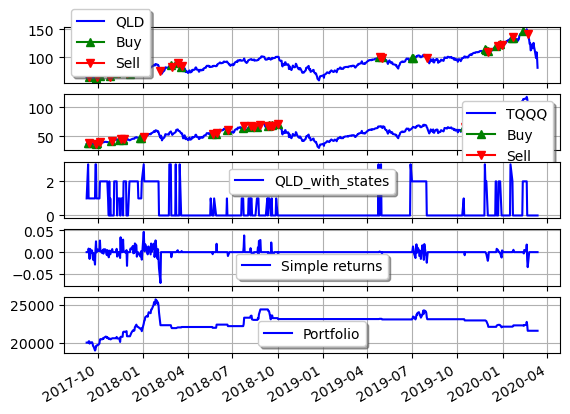 QLD
Buy
Sell
150
100
TQQQ
Buy
Sell
100
50
QLD_with_states
2
0
Simple returns
0.05
0.00
−0.05
Portfolio
25000
20000
2017-10
2018-01
2018-04
2018-07
2018-10
2019-01
2019-04
2019-07
2019-10
2020-01
2020-04